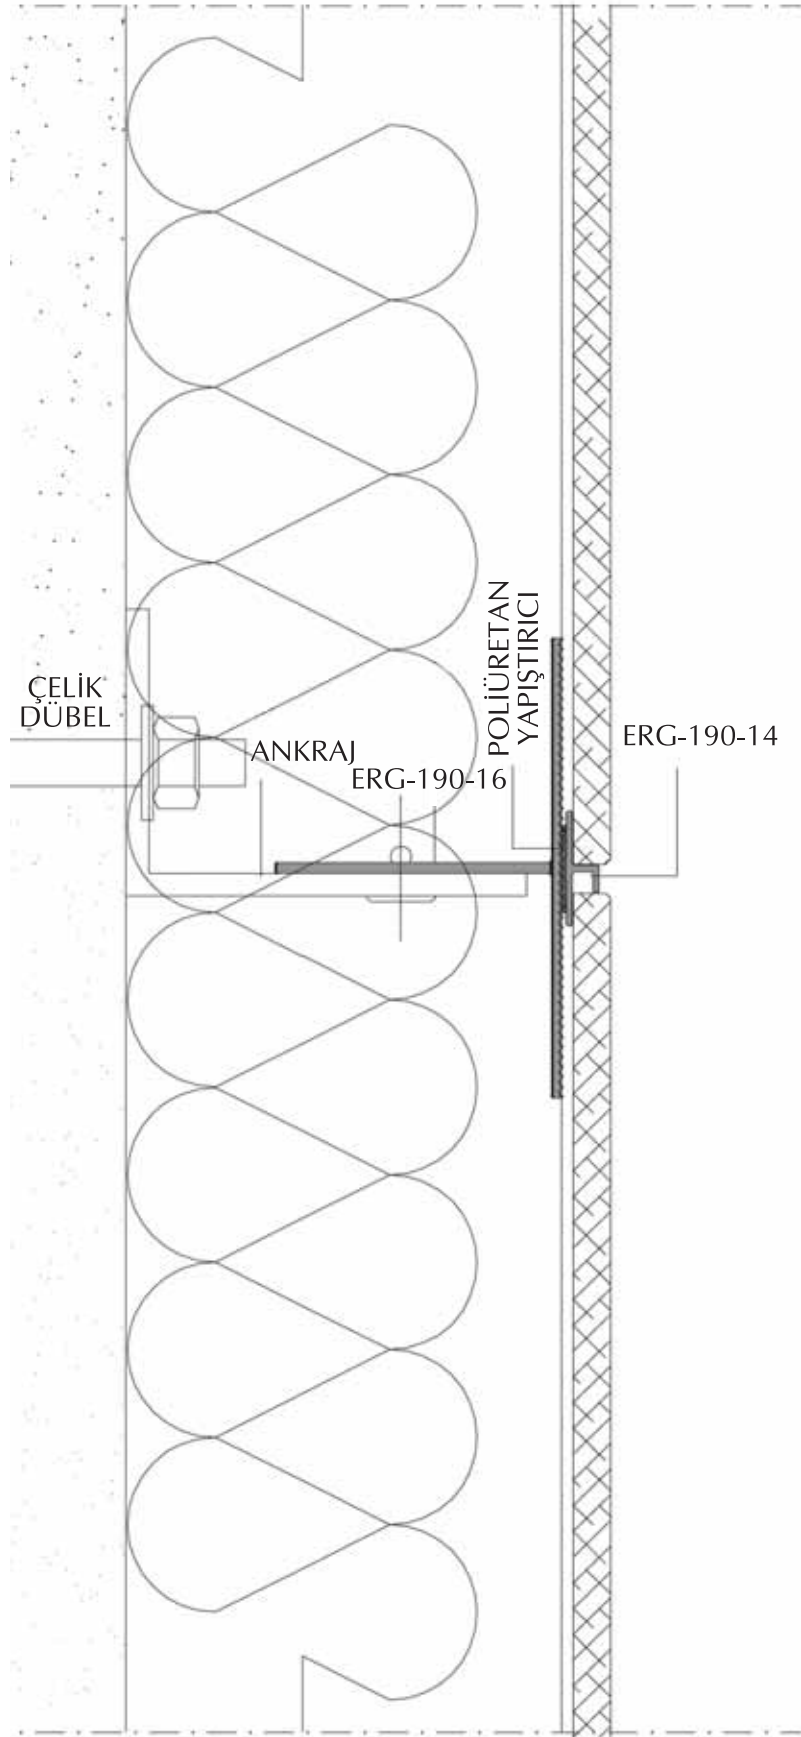 ÇELİK
DÜBEL
ANKRAJ
ERG-190-16
POLİÜRETAN
YAPIŞTIRICI
ERG-190-14